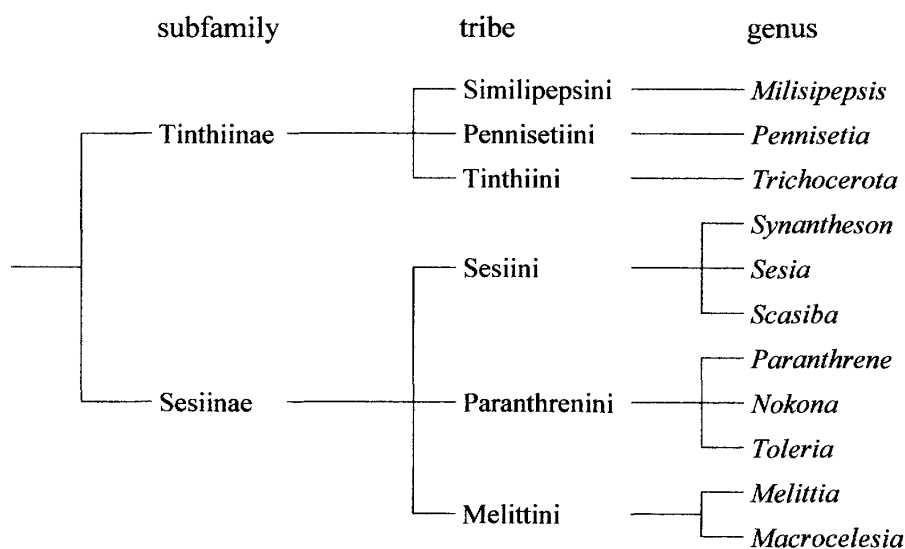 subfamily tribe genus
Similipepsini Milisipepsis
Tinthiinae Pennisetiini Pennisetia
Tinthiini Trichocerota
Synantheson
Sesiini Sesia
Scasiba
Paranthrene
Sesiinae Paranthrenini Nokona
Toleria
Melittia
Melittini
Macrocelesia